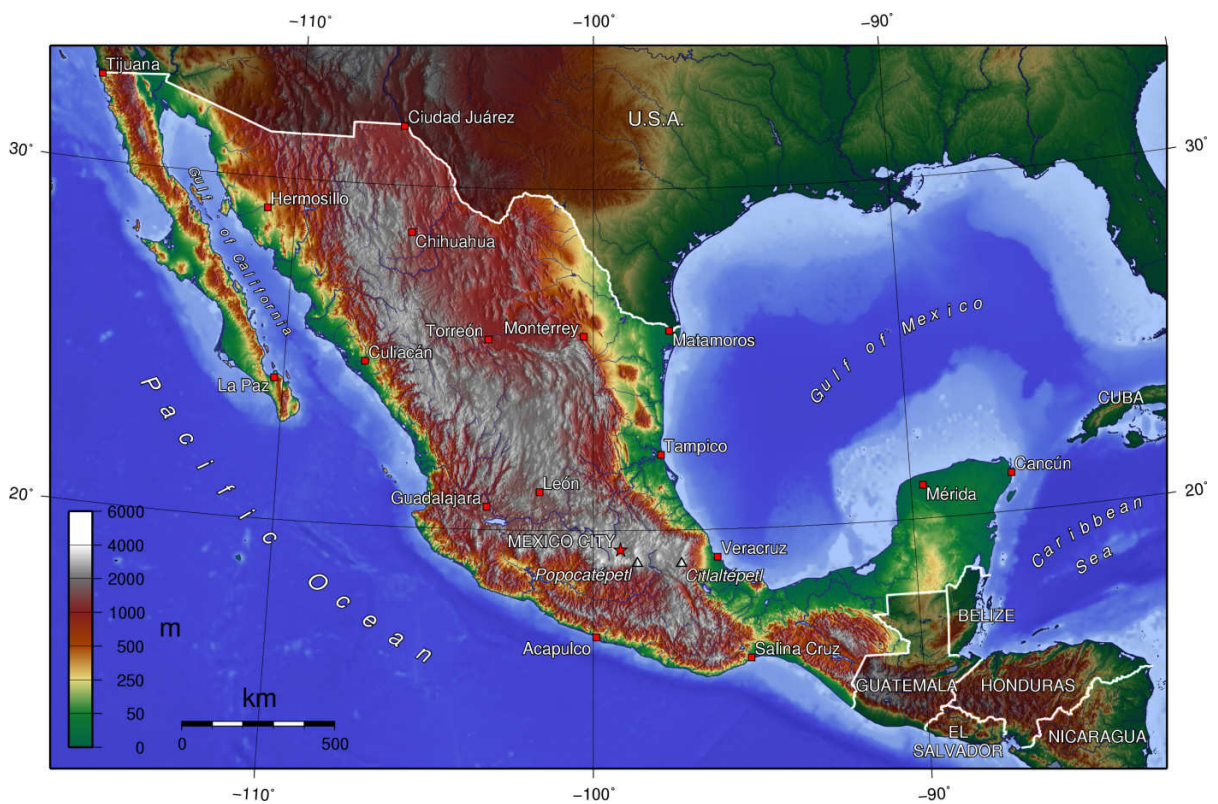 −110°
−100°
−90°
Tijuana
Ciudad Juárez
U.S.A.
30°
30°
Gulf of California
Hermosillo
Chihuahua
Gulf of Mexico
Torreón
Monterrey
Matamoros
Culiacán
La Paz
CUBA
Pacific Ocean
Tampico
Cancún
León
Mérida
20°
Guadalajara
20°
6000
4000
2000
1000
500
250
50
0
m
MEXICO CITY
Veracruz
Popocatépetl
Citlaltépetl
Caribbean
Sea
BELIZE
Acapulco
Salina Cruz
GUATEMALA
HONDURAS
km
0
500
EL
SALVADOR
NICARAGUA
−110°
−100°
−90°